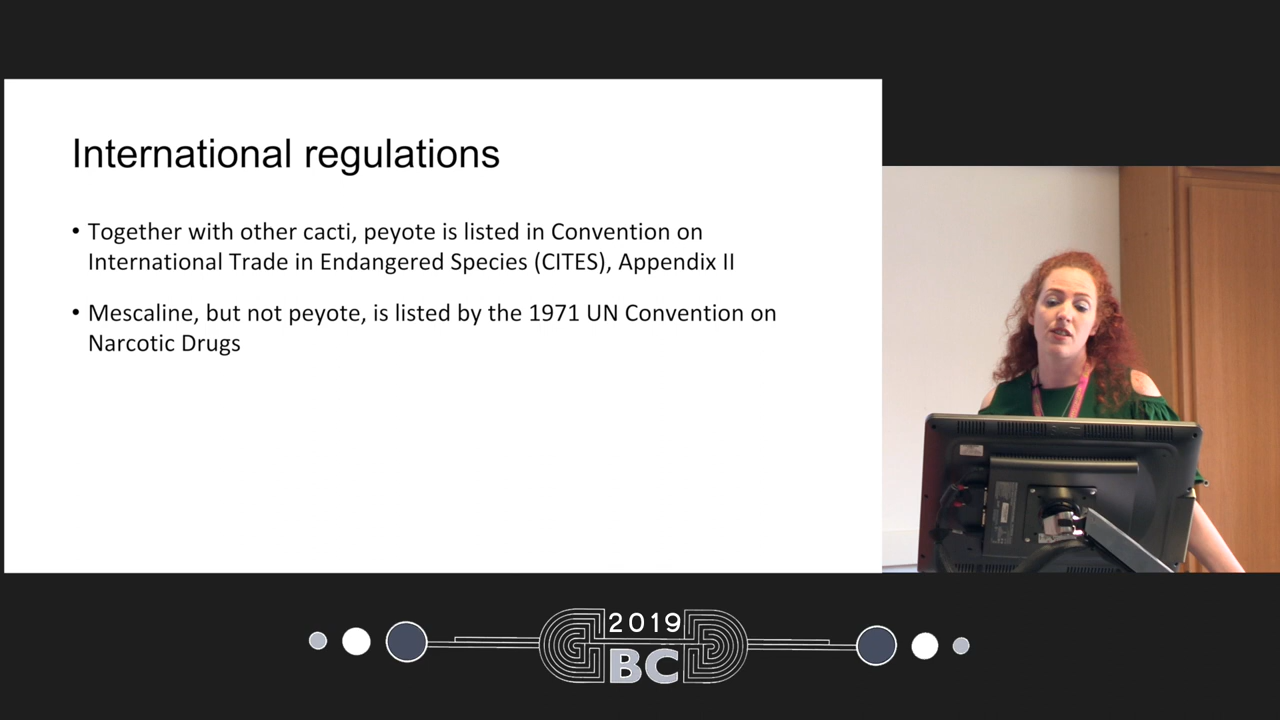 International regulations
• Together with other cacti, peyote is listed in Convention on
International Trade in Endangered Species (CITES), Appendix II
• Mescaline, but not peyote, is listed by the 1971 UN Convention on
Narcotic Drugs
2019
BC